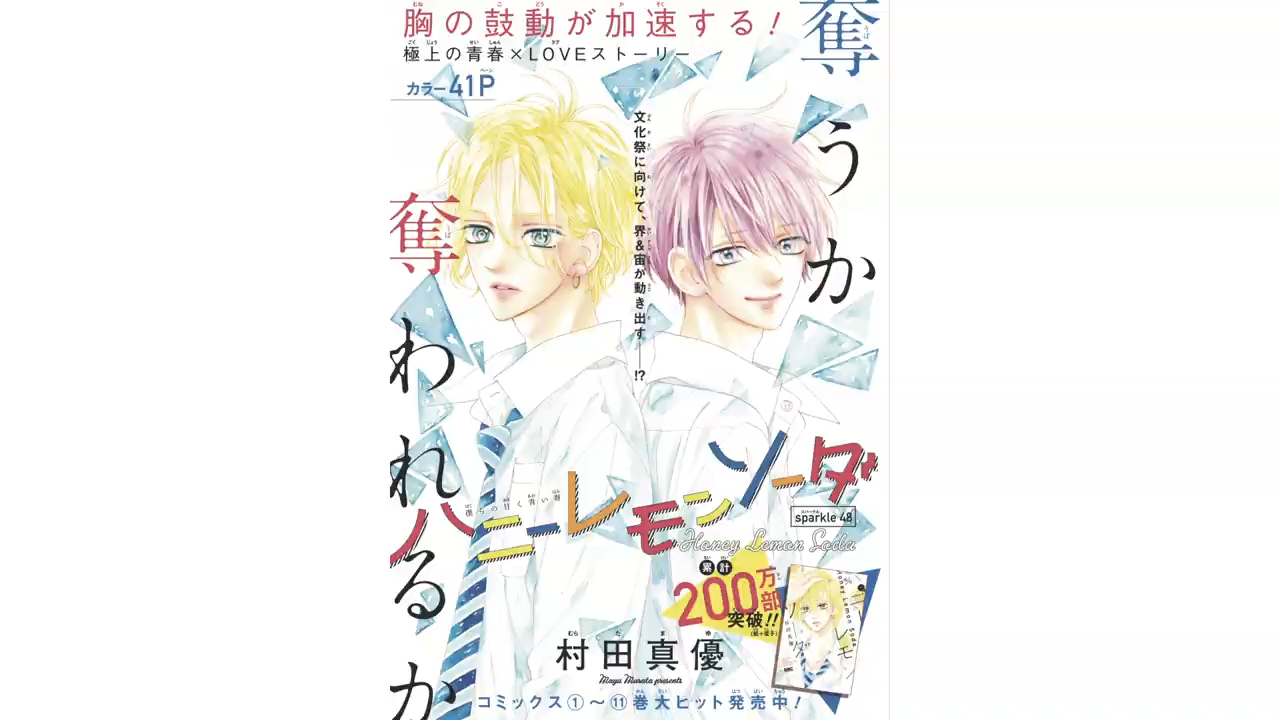 胸の鼓動が加速する!
極上の青春×LOVEストーリー
カラー41P
奪うか
奪われるか
文化祭に向けて、界&宙が動き出す──!?
僕らの甘く青い春
ハニーレモンソーダ
sparkle 48
Honey Lemon Soda
累計
200万部
突破!!
(紙+電子)
村田真優
Mayu Murata presents
コミックス①〜⑪巻大ヒット発売中!